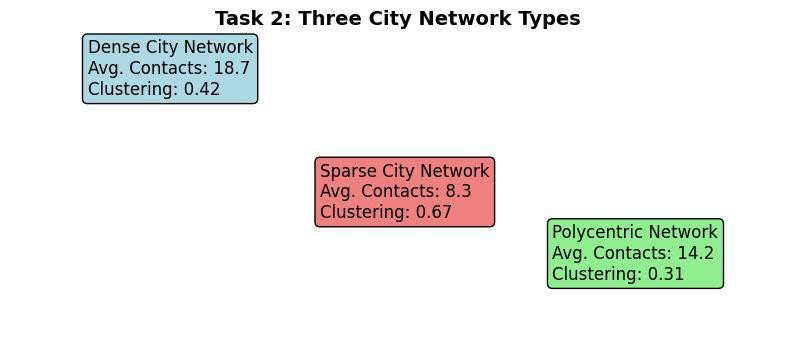 Task 2: Three City Network Types
Dense City Network
Avg. Contacts: 18.7
Clustering: 0.42
Sparse City Network
Avg. Contacts: 8.3
Clustering: 0.67
Polycentric Network
Avg. Contacts: 14.2
Clustering: 0.31